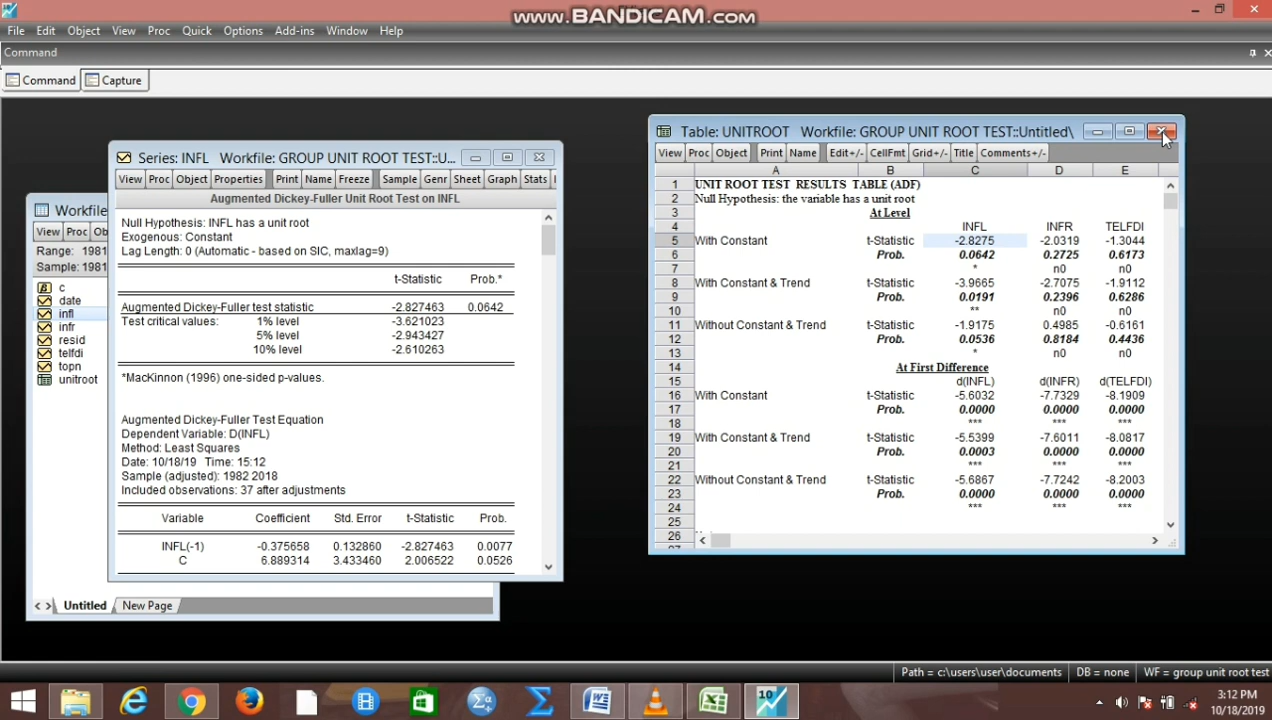 www.BANDICAM.com
File Edit Object View Proc Quick Options Add-ins Window Help
Command
Command Capture
Workfile
View Proc Ob
Range: 1981
Sample: 1981
c
date
infl
infr
resid
telfdi
topn
unitroot
Untitled New Page
Series: INFL Workfile: GROUP UNIT ROOT TEST::U...
View Proc Object Properties Print Name Freeze Sample Genr Sheet Graph Stats
Augmented Dickey-Fuller Unit Root Test on INFL
Null Hypothesis: INFL has a unit root
Exogenous: Constant
Lag Length: 0 (Automatic - based on SIC, maxlag=9)
t-Statistic Prob.*
Augmented Dickey-Fuller test statistic -2.827463 0.0642
Test critical values: 1% level -3.621023
5% level -2.943427
10% level -2.610263
*MacKinnon (1996) one-sided p-values.
Augmented Dickey-Fuller Test Equation
Dependent Variable: D(INFL)
Method: Least Squares
Date: 10/18/19 Time: 15:12
Sample (adjusted): 1982 2018
Included observations: 37 after adjustments
Variable Coefficient Std. Error t-Statistic Prob.
INFL(-1) -0.375658 0.132860 -2.827463 0.0077
C 6.889314 3.433460 2.006522 0.0526
Table: UNITROOT Workfile: GROUP UNIT ROOT TEST::Untitled\
View Proc Object Print Name Edit+/- CellFmt Grid+/- Title Comments+/-
A B C D E
1 UNIT ROOT TEST RESULTS TABLE (ADF)
2 Null Hypothesis: the variable has a unit root
3 At Level
4 INFL INFR TELFDI
5 With Constant t-Statistic -2.8275 -2.0319 -1.3044
6 Prob. 0.0642 0.2725 0.6173
7 * n0 n0
8 With Constant & Trend t-Statistic -3.9665 -2.7075 -1.9112
9 Prob. 0.0191 0.2396 0.6286
10 ** n0 n0
11 Without Constant & Trend t-Statistic -1.9175 0.4985 -0.6161
12 Prob. 0.0536 0.8184 0.4436
13 * n0 n0
14 At First Difference
15 d(INFL) d(INFR) d(TELFDI)
16 With Constant t-Statistic -5.6032 -7.7329 -8.1909
17 Prob. 0.0000 0.0000 0.0000
18 *** *** ***
19 With Constant & Trend t-Statistic -5.5399 -7.6011 -8.0817
20 Prob. 0.0003 0.0000 0.0000
21 *** *** ***
22 Without Constant & Trend t-Statistic -5.6867 -7.7242 -8.2003
23 Prob. 0.0000 0.0000 0.0000
24 *** *** ***
25
26
Path = c:\users\user\documents DB = none WF = group unit root test
10
3:12 PM
10/18/2019